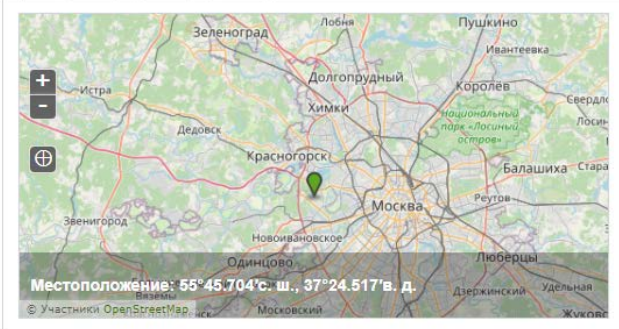 Лобня
Пушкино
Зеленоград
Ивантеевка
+
-
Истра
Долгопрудный
Королёв
Химки
Национальный
парк «Лосиный
остров»
Дедовск
Красногорск
Балашиха
Реутов
Москва
Звенигород
Новоивановское
Одинцово
Люберцы
Местоположение: 55°45.704'с. ш., 37°24.517'в. д.
Дзержинский
Удельная
Московский
© Участники OpenStreetMap